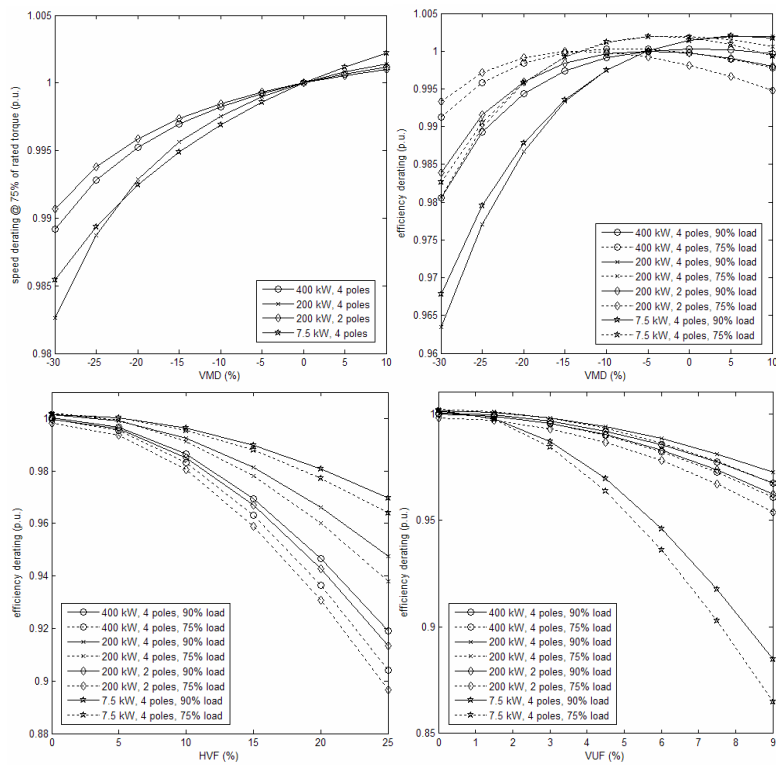 1.005
1
0.995
0.99
0.985
0.98
speed derating @ 75% of rated torque (p.u.)
400 kW, 4 poles
200 kW, 4 poles
200 kW, 2 poles
7.5 kW, 4 poles
-30 -25 -20 -15 -10 -5 0 5 10
VMD (%)
1.005
1
0.995
0.99
0.985
0.98
0.975
0.97
0.965
0.96
efficiency derating (p.u.)
400 kW, 4 poles, 90% load
400 kW, 4 poles, 75% load
200 kW, 4 poles, 90% load
200 kW, 4 poles, 75% load
200 kW, 2 poles, 90% load
200 kW, 2 poles, 75% load
7.5 kW, 4 poles, 90% load
7.5 kW, 4 poles, 75% load
-30 -25 -20 -15 -10 -5 0 5 10
VMD (%)
1
0.98
0.96
0.94
0.92
0.9
0.88
efficiency derating (p.u.)
400 kW, 4 poles, 90% load
400 kW, 4 poles, 75% load
200 kW, 4 poles, 90% load
200 kW, 4 poles, 75% load
200 kW, 2 poles, 90% load
200 kW, 2 poles, 75% load
7.5 kW, 4 poles, 90% load
7.5 kW, 4 poles, 75% load
0 5 10 15 20 25
HVF (%)
1
0.95
0.9
0.85
efficiency derating (p.u.)
400 kW, 4 poles, 90% load
400 kW, 4 poles, 75% load
200 kW, 4 poles, 90% load
200 kW, 4 poles, 75% load
200 kW, 2 poles, 90% load
200 kW, 2 poles, 75% load
7.5 kW, 4 poles, 90% load
7.5 kW, 4 poles, 75% load
0 1 2 3 4 5 6 7 8 9
VUF (%)